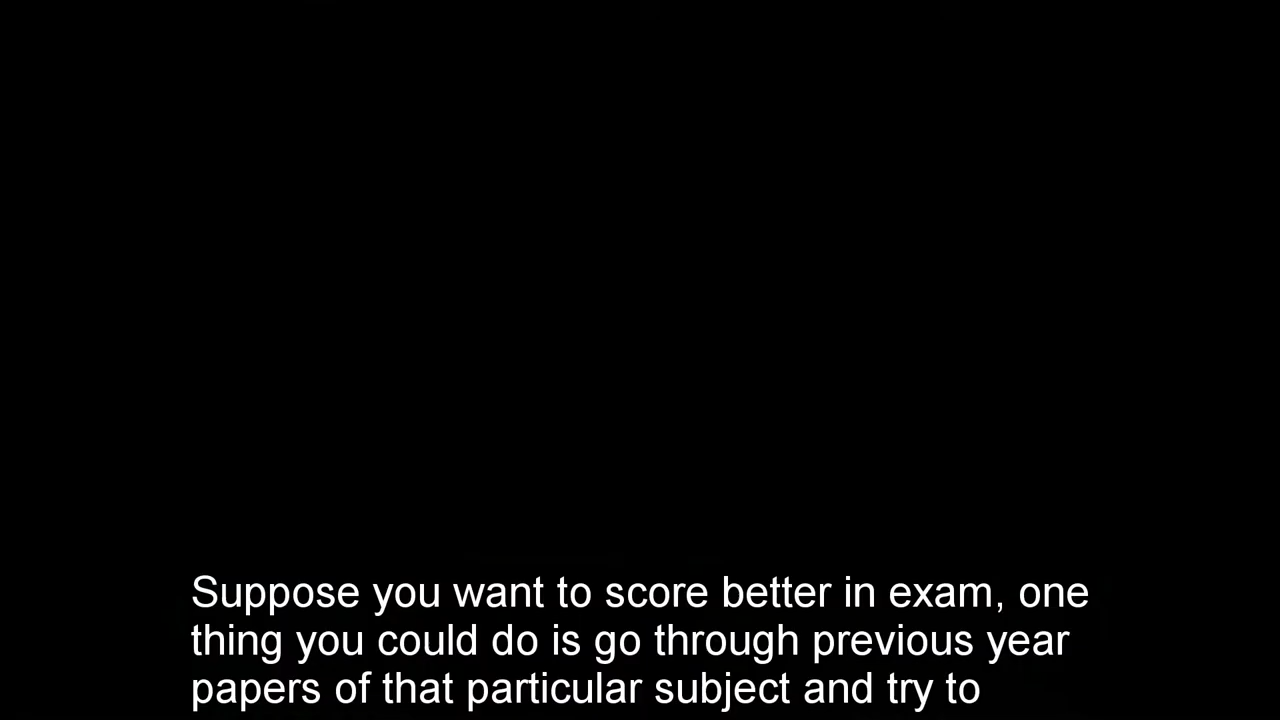 Suppose you want to score better in exam, one
thing you could do is go through previous year
papers of that particular subject and try to